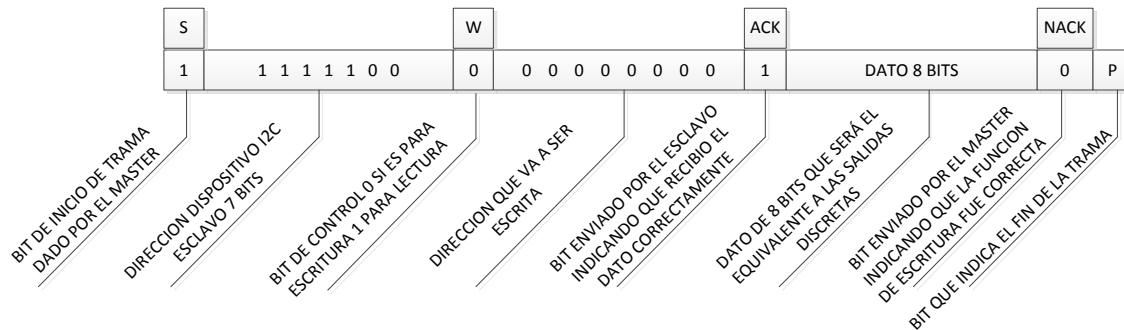 S W ACK NACK
1 1 1 1 1 1 0 0 0 0 0 0 0 0 0 0 0 1 DATO 8 BITS 0 P
BIT DE INICIO DE TRAMA
DADO POR EL MASTER
DIRECCION DISPOSITIVO I2C
ESCLAVO 7 BITS
BIT DE CONTROL 0 SI ES PARA
ESCRITURA 1 PARA LECTURA
DIRECCION QUE VA A SER
ESCRITA
BIT ENVIADO POR EL ESCLAVO
INDICANDO QUE RECIBIO EL
DATO CORRECTAMENTE
DATO DE 8 BITS QUE SERÁ EL
EQUIVALENTE A LAS SALIDAS
DISCRETAS
BIT ENVIADO POR EL MASTER
INDICANDO QUE LA FUNCION
DE ESCRITURA FUE CORRECTA
BIT QUE INDICA EL FIN DE LA TRAMA